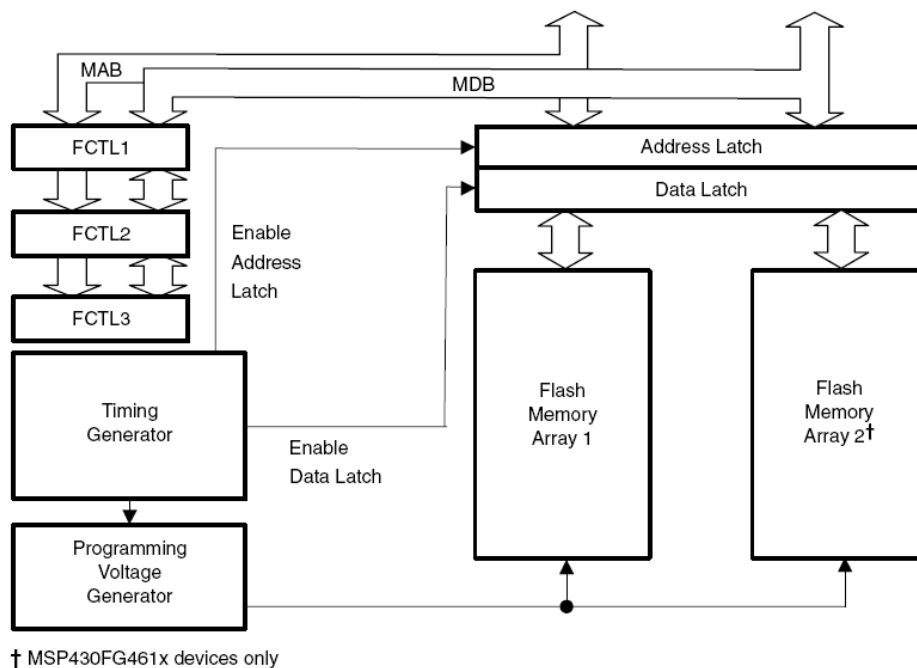 MAB
MDB
FCTL1
FCTL2
FCTL3
Address Latch
Data Latch
Enable
Address
Latch
Timing
Generator
Enable
Data Latch
Flash
Memory
Array 1
Flash
Memory
Array 2†
Programming
Voltage
Generator
† MSP430FG461x devices only